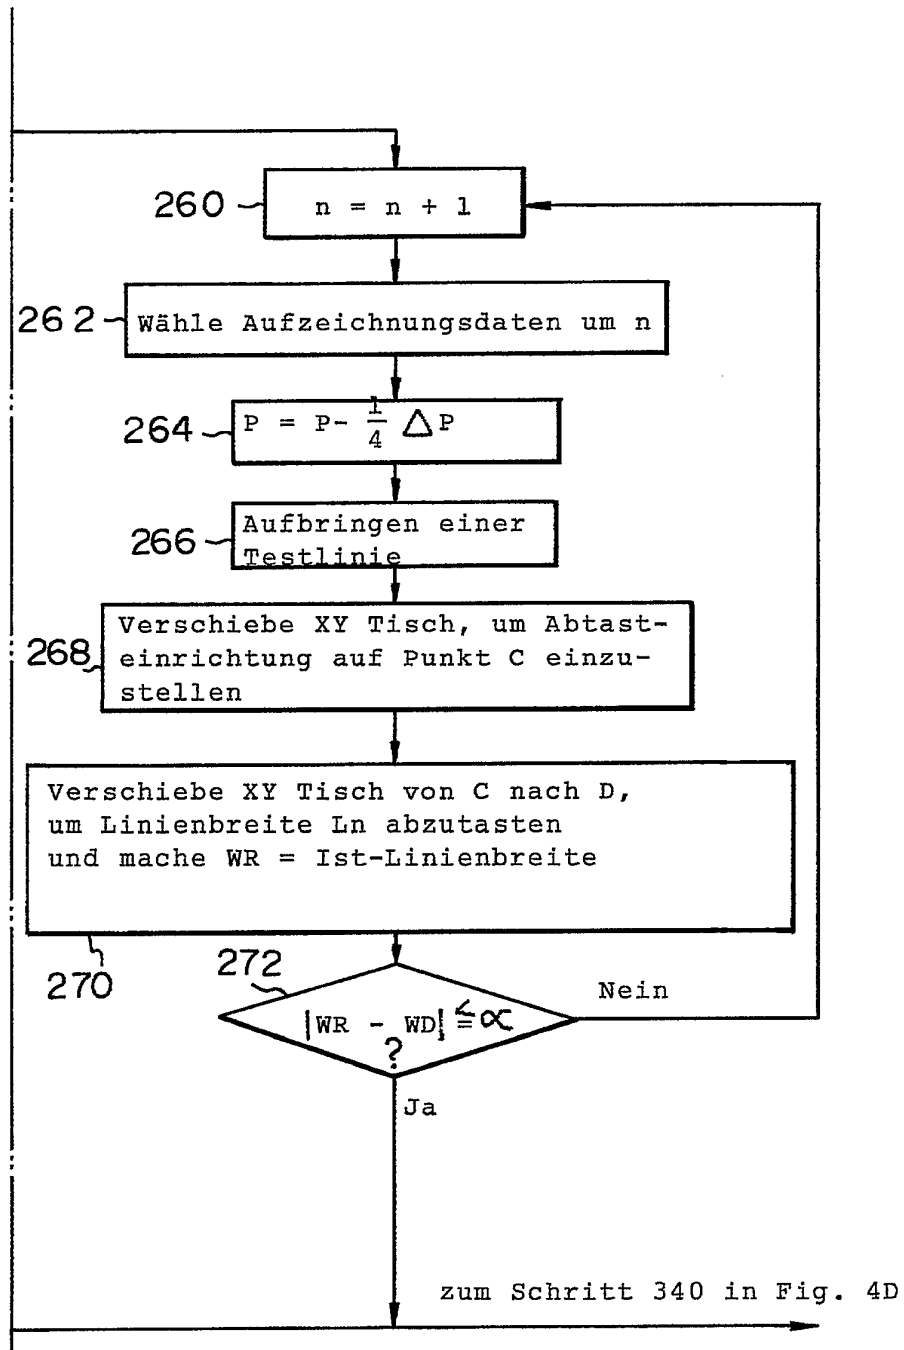 260
n = n + 1
262
Wähle Aufzeichnungsdaten um n
264
P = P- 1/4 △ P
266
Aufbringen einer
Testlinie
268
Verschiebe XY Tisch, um Abtast-
einrichtung auf Punkt C einzu-
stellen
Verschiebe XY Tisch von C nach D,
um Linienbreite Ln abzutasten
und mache WR = Ist-Linienbreite
270
272
|WR - WD| ≦ ∝
?
Nein
Ja
zum Schritt 340 in Fig. 4D